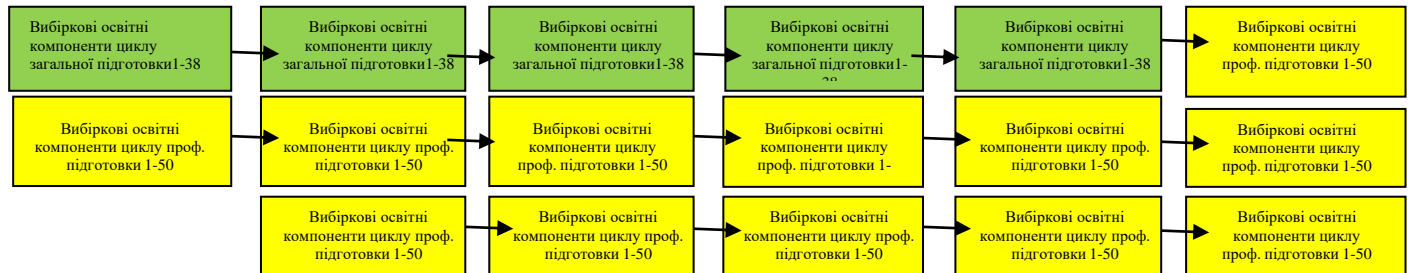 Вибіркові освітні
компоненти циклу
загальної підготовки1-38
Вибіркові освітні
компоненти циклу
загальної підготовки1-38
Вибіркові освітні
компоненти циклу
загальної підготовки1-38
Вибіркові освітні
компоненти циклу
загальної підготовки1-
38
Вибіркові освітні
компоненти циклу
загальної підготовки1-38
Вибіркові освітні
компоненти циклу
проф. підготовки 1-50
Вибіркові освітні
компоненти циклу проф.
підготовки 1-50
Вибіркові освітні
компоненти циклу проф.
підготовки 1-50
Вибіркові освітні
компоненти циклу
проф. підготовки 1-50
Вибіркові освітні
компоненти циклу
проф. підготовки 1-
Вибіркові освітні
компоненти циклу проф.
підготовки 1-50
Вибіркові освітні
компоненти циклу
проф. підготовки 1-50
Вибіркові освітні
компоненти циклу проф.
підготовки 1-50
Вибіркові освітні
компоненти циклу проф.
підготовки 1-50
Вибіркові освітні
компоненти циклу проф.
підготовки 1-50
Вибіркові освітні
компоненти циклу проф.
підготовки 1-50
Вибіркові освітні
компоненти циклу
проф. підготовки 1-50